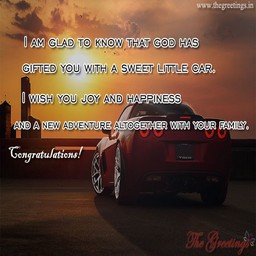 www.thegreetings.in
I am glad to know that god has
gifted you with a sweet little car.
I wish you joy and happiness
and a new adventure altogether with your family.
Congratulations!
The Greetings